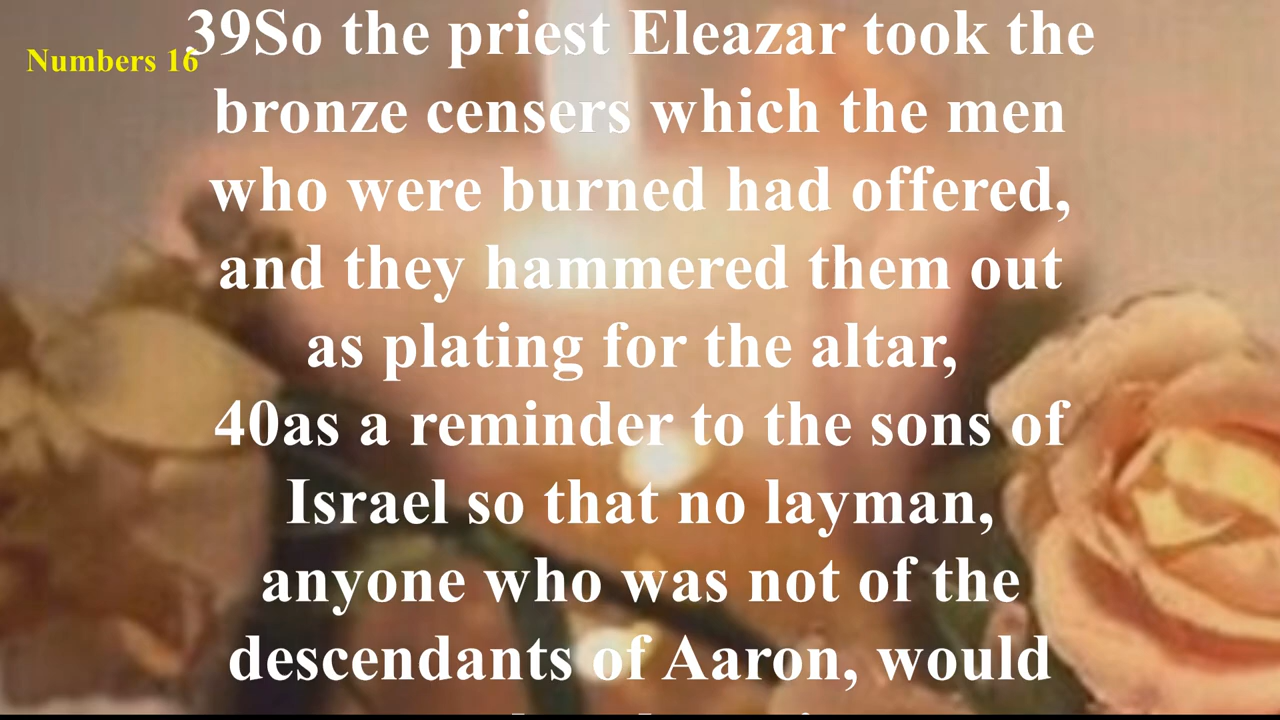 Numbers 16
39So the priest Eleazar took the
bronze censers which the men
who were burned had offered,
and they hammered them out
as plating for the altar,
40as a reminder to the sons of
Israel so that no layman,
anyone who was not of the
descendants of Aaron, would